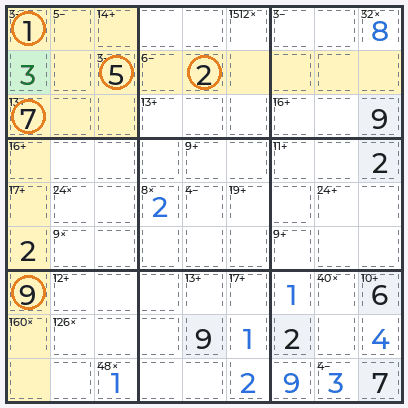 3- 5- 14+ 1512× 3- 32×
1 8
3- 6-
3 5 2
13+ 13+ 16+
7 9
16+ 9+ 11+
2
17+ 24× 8× 4- 19+ 24+
2
9× 9+
2
12+ 13+ 17+ 40× 10+
9 1 6
160× 126×
9 1 2 4
48× 4-
1 2 9 3 7